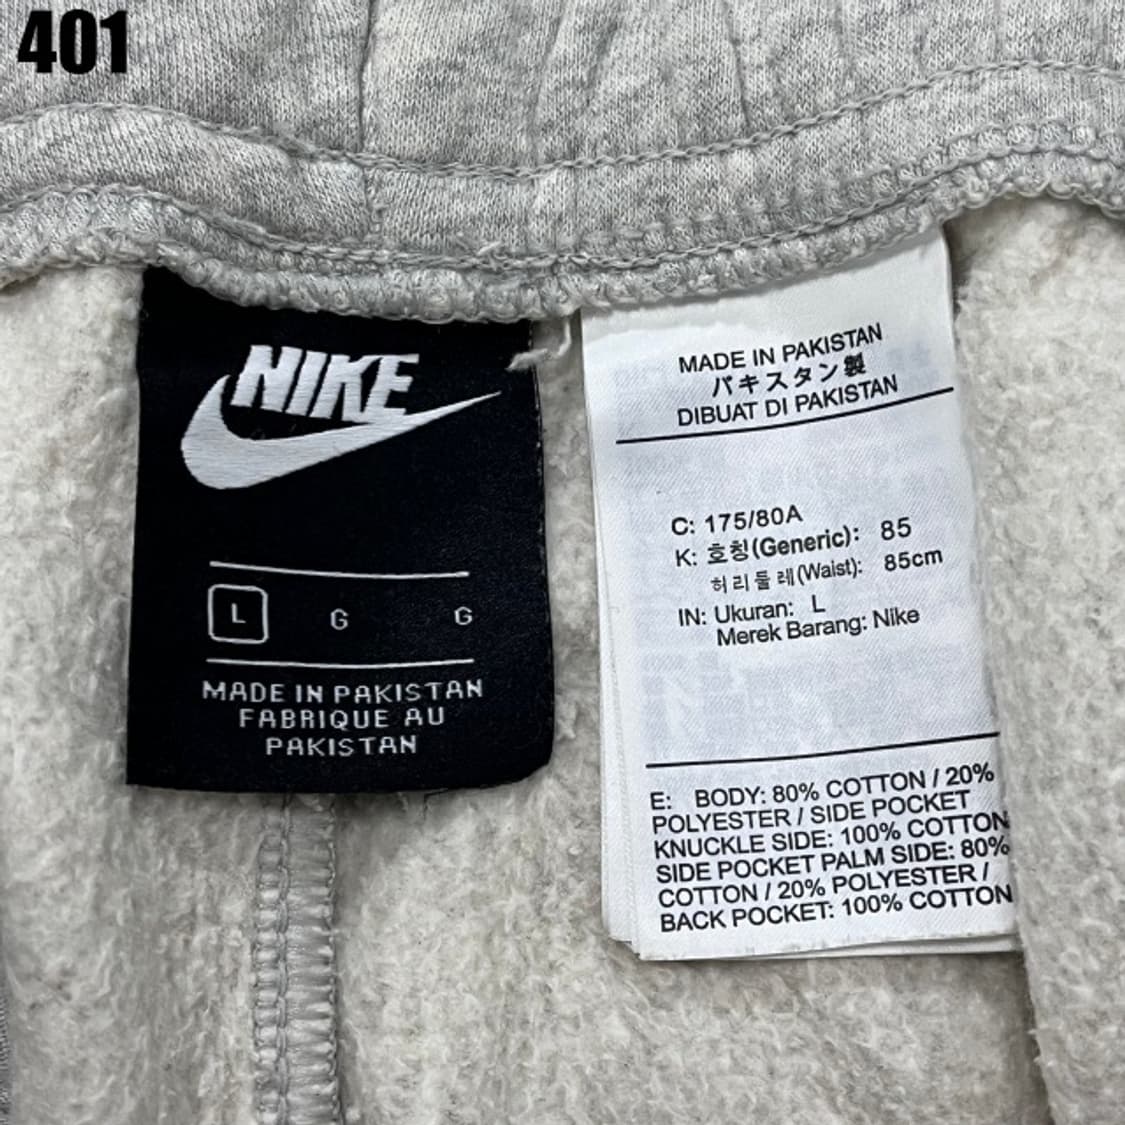 401
NIKE
L G G
MADE IN PAKISTAN
FABRIQUE AU
PAKISTAN
MADE IN PAKISTAN
パキスタン製
DIBUAT DI PAKISTAN
C: 175/80A
K: 호칭(Generic): 85
허리둘레(Waist): 85cm
IN: Ukuran: L
Merek Barang: Nike
E: BODY: 80% COTTON / 20%
POLYESTER / SIDE POCKET
KNUCKLE SIDE: 100% COTTON
SIDE POCKET PALM SIDE: 80%
COTTON / 20% POLYESTER /
BACK POCKET: 100% COTTON